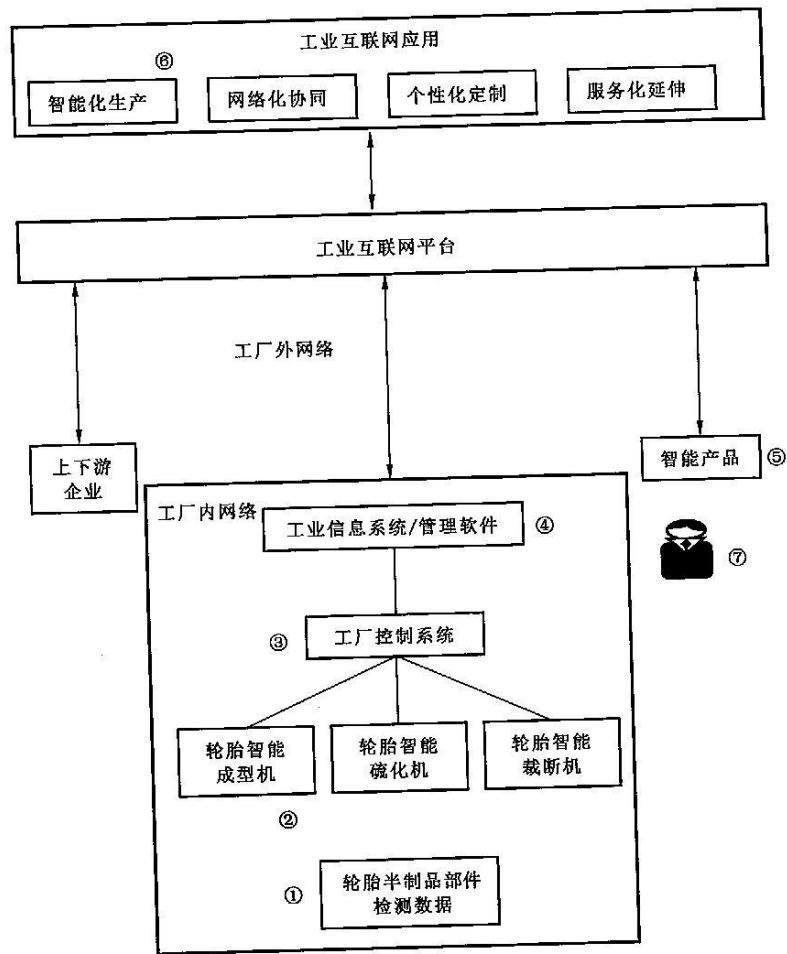 工业互联网应用
⑥
智能化生产 网络化协同 个性化定制 服务化延伸
工业互联网平台
工厂外网络
上下游
企业
智能产品 ⑤
工厂内网络
工业信息系统/管理软件 ④
⑦
③ 工厂控制系统
轮胎智能
成型机
轮胎智能
硫化机
轮胎智能
裁断机
②
① 轮胎半制品部件
检测数据